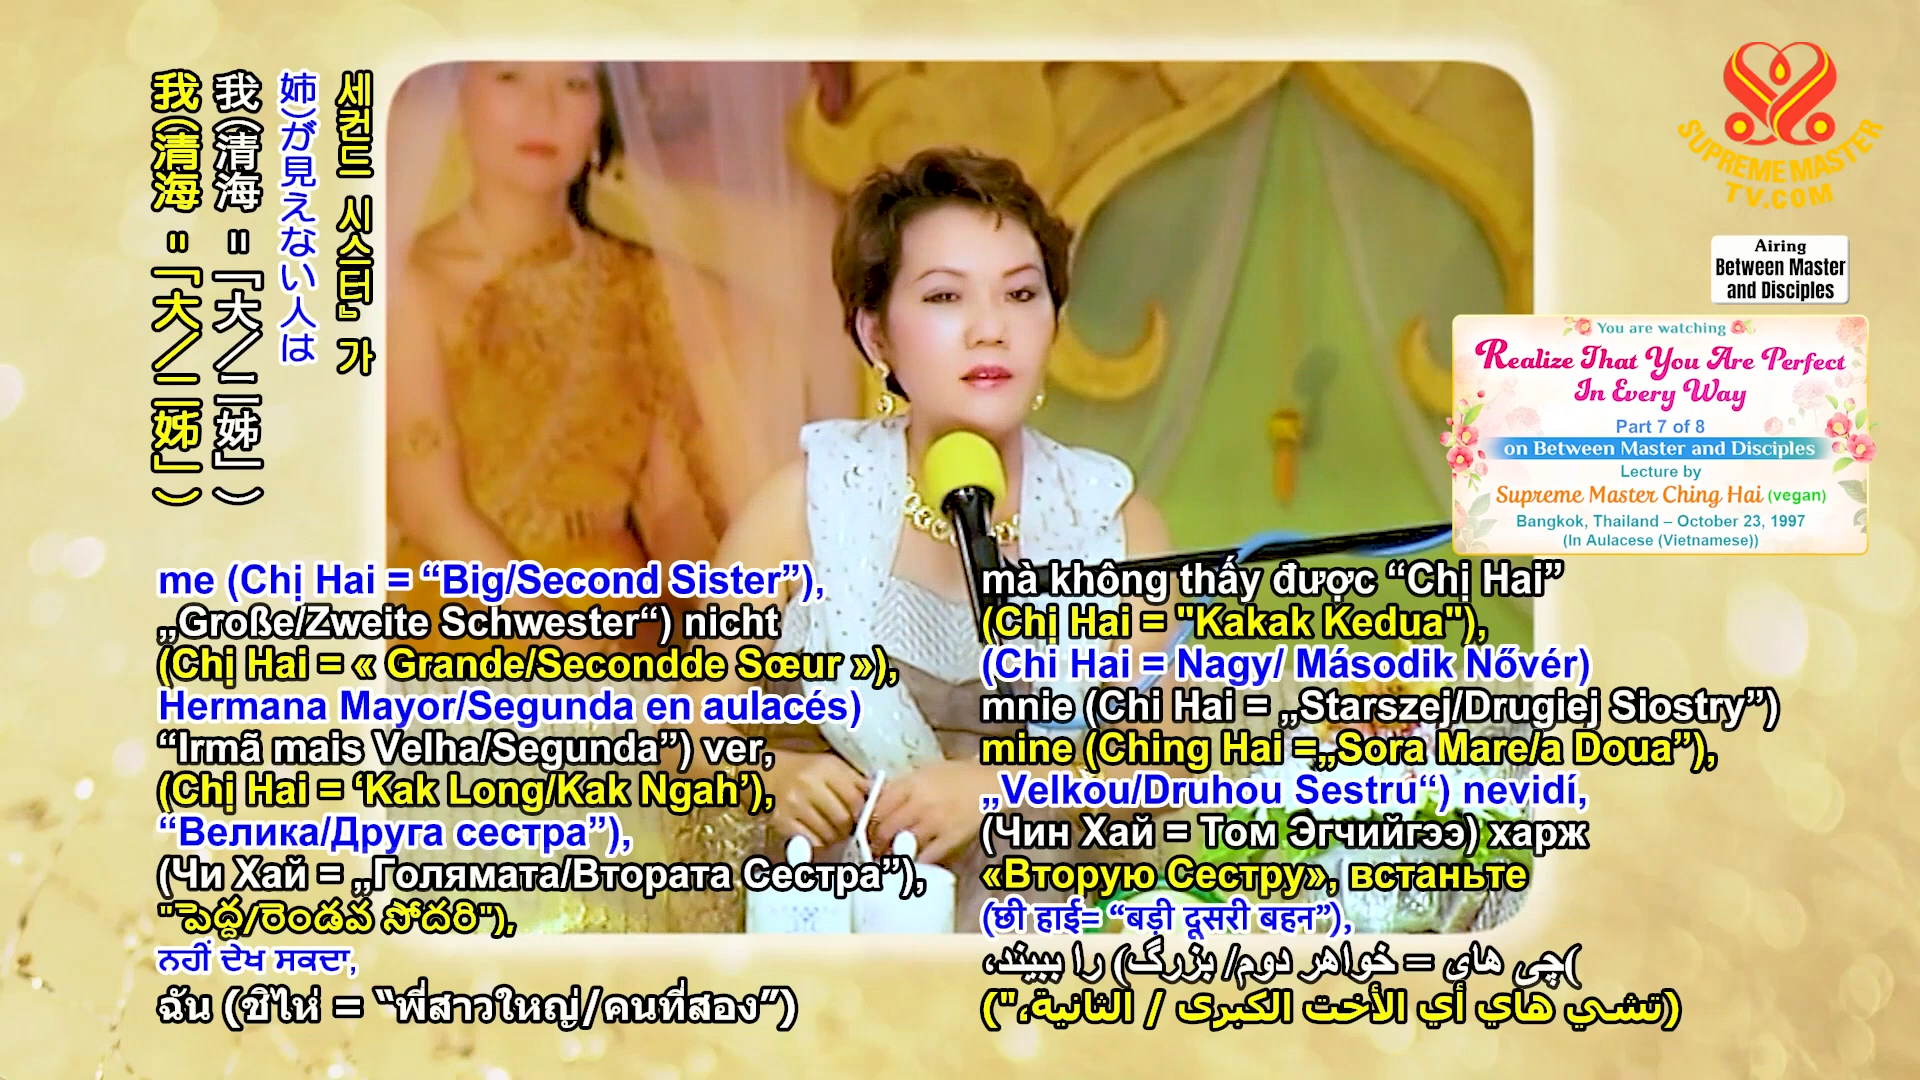 我(清海 =「大╱二姊」)
我(清海 =「大╱二姊」)
姉)が見えない人は
세컨드 시스터』가
SUPREME MASTER
TV.COM
Airing
Between Master
and Disciples
You are watching
Realize That You Are Perfect
In Every Way
Part 7 of 8
on Between Master and Disciples
Lecture by
Supreme Master Ching Hai (vegan)
Bangkok, Thailand – October 23, 1997
(In Aulacese (Vietnamese))
me (Chị Hai = “Big/Second Sister”),
„Große/Zweite Schwester“) nicht
(Chị Hai = « Grande/Secondde Sœur »),
Hermana Mayor/Segunda en aulacés)
“Irmã mais Velha/Segunda”) ver,
(Chị Hai = ‘Kak Long/Kak Ngah’),
“Велика/Друга сестра”),
(Чи Хай = „Голямата/Втората Сестра”),
"పెద్ద/రెండవ సోదరి"),
ਨਹੀਂ ਦੇਖ ਸਕਦਾ,
ฉัน (ชิไห่ = “พี่สาวใหญ่/คนที่สอง”)
mà không thấy được “Chị Hai”
(Chị Hai = "Kakak Kedua"),
(Chi Hai = Nagy/ Második Nővér)
mnie (Chi Hai = „Starszej/Drugiej Siostry”)
mine (Ching Hai =„Sora Mare/a Doua”),
„Velkou/Druhou Sestru“) nevidí,
(Чин Хай = Том Эгчийгээ) харж
«Вторую Сестру», встаньте
(छी हाई= “बड़ी दूसरी बहन”),
(چی های = خواهر دوم/ بزرگ) را ببیند،
(تشي هاي أي الأخت الكبرى / الثانية،")